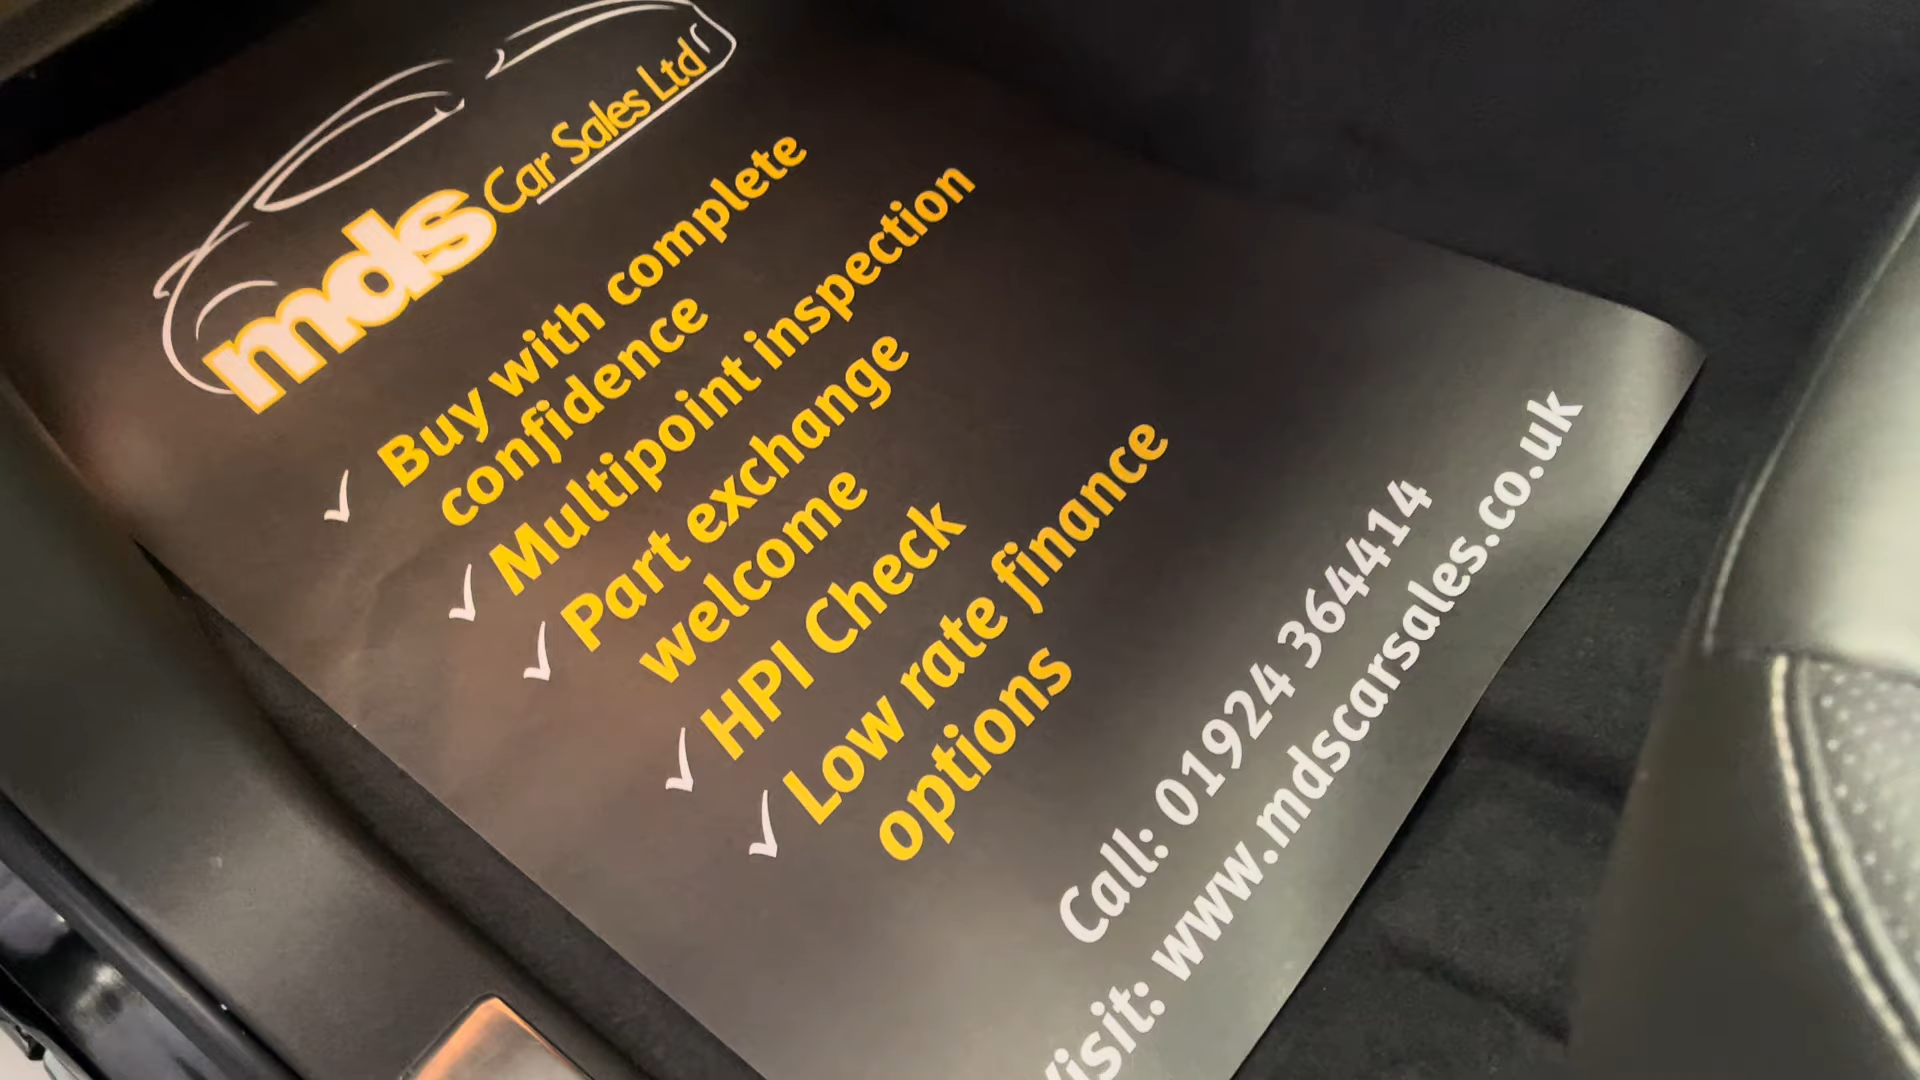 mds Car Sales Ltd
✓ Buy with complete
confidence
✓ Multipoint inspection
✓ Part exchange
welcome
✓ HPI Check
✓ Low rate finance
options
Call: 01924 364414
Visit: www.mdscarsales.co.uk